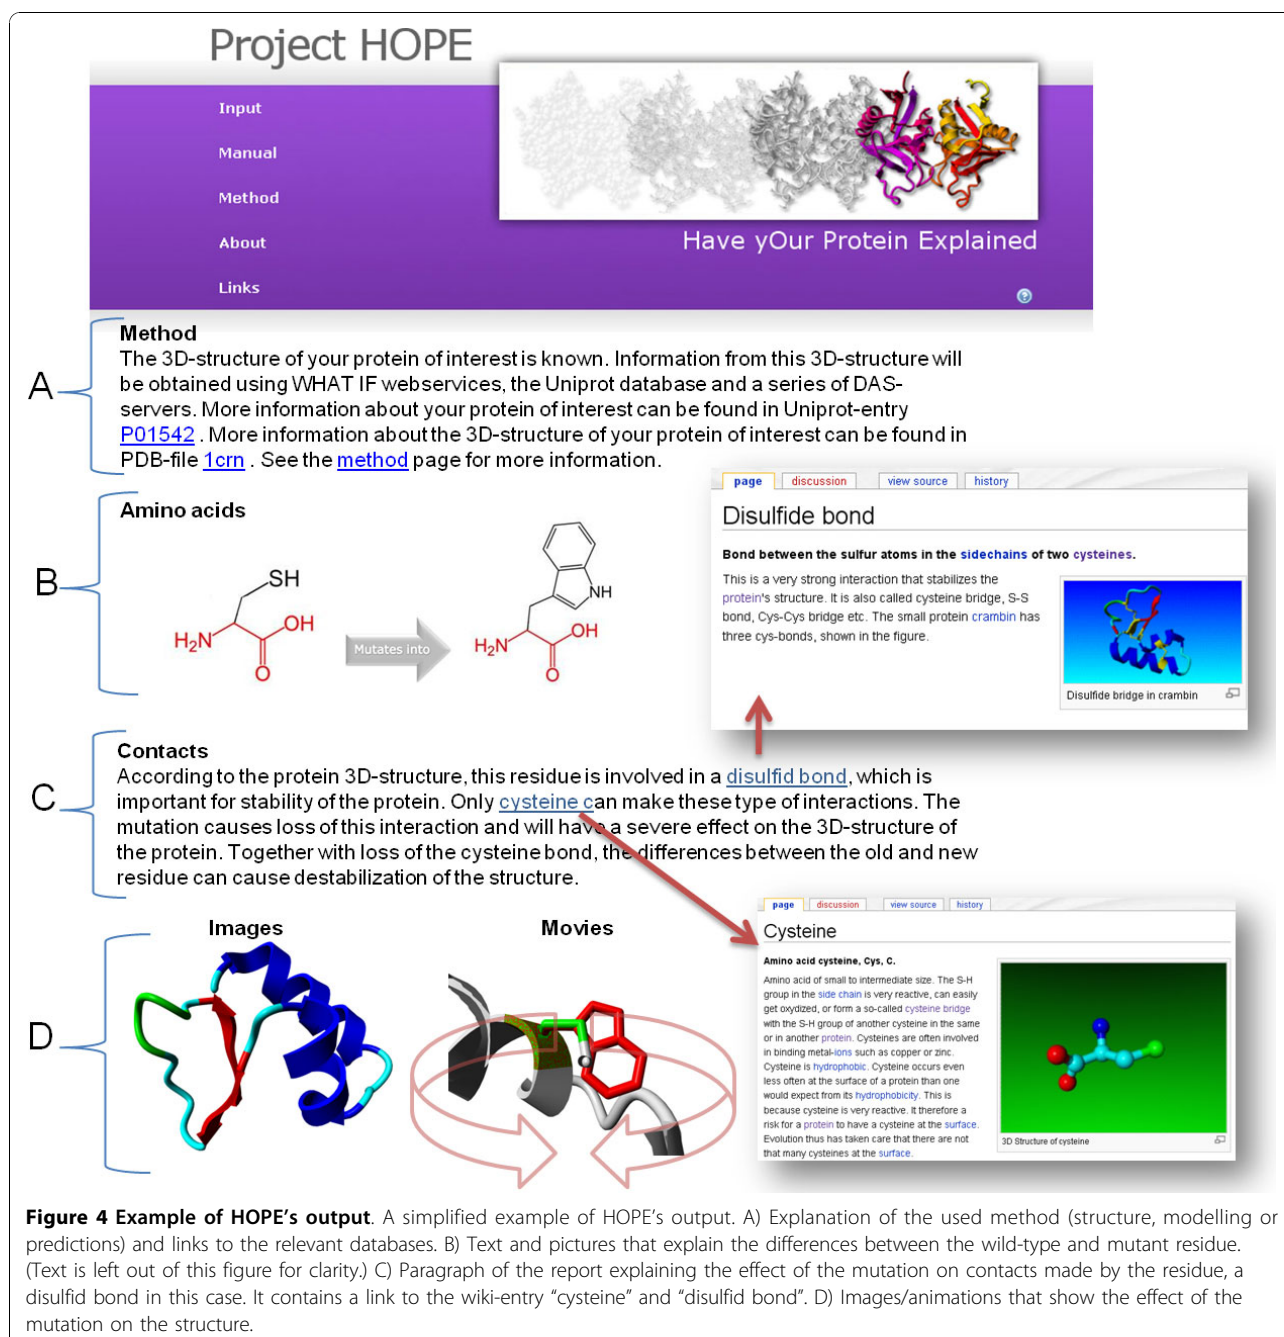 Project HOPE
Input
Manual
Method
About
Links
Have yOur Protein Explained
?
A
Method
The 3D-structure of your protein of interest is known. Information from this 3D-structure will
be obtained using WHAT IF webservices, the Uniprot database and a series of DAS-
servers. More information about your protein of interest can be found in Uniprot-entry
P01542 . More information about the 3D-structure of your protein of interest can be found in
PDB-file 1crn . See the method page for more information.
B
Amino acids
SH
H2N
OH
O
Mutates into
NH
H2N
OH
O
page discussion view source history
Disulfide bond
Bond between the sulfur atoms in the sidechains of two cysteines.
This is a very strong interaction that stabilizes the
protein's structure. It is also called cysteine bridge, S-S
bond, Cys-Cys bridge etc. The small protein crambin has
three cys-bonds, shown in the figure.
Disulfide bridge in crambin
C
Contacts
According to the protein 3D-structure, this residue is involved in a disulfid bond, which is
important for stability of the protein. Only cysteine can make these type of interactions. The
mutation causes loss of this interaction and will have a severe effect on the 3D-structure of
the protein. Together with loss of the cysteine bond, the differences between the old and new
residue can cause destabilization of the structure.
D
Images
Movies
page discussion view source history
Cysteine
Amino acid cysteine, Cys, C.
Amino acid of small to intermediate size. The S-H
group in the side chain is very reactive, can easily
get oxydized, or form a so-called cysteine bridge
with the S-H group of another cysteine in the same
or in another protein. Cysteines are often involved
in binding metal-ions such as copper or zinc.
Cysteine is hydrophobic. Cysteine occurs even
less often at the surface of a protein than one
would expect from its hydrophobicity. This is
because cysteine is very reactive. It therefore a
risk for a protein to have a cysteine at the surface.
Evolution thus has taken care that there are not
that many cysteines at the surface.
3D Structure of cysteine
Figure 4 Example of HOPE's output. A simplified example of HOPE's output. A) Explanation of the used method (structure, modelling or
predictions) and links to the relevant databases. B) Text and pictures that explain the differences between the wild-type and mutant residue.
(Text is left out of this figure for clarity.) C) Paragraph of the report explaining the effect of the mutation on contacts made by the residue, a
disulfid bond in this case. It contains a link to the wiki-entry "cysteine" and "disulfid bond". D) Images/animations that show the effect of the
mutation on the structure.